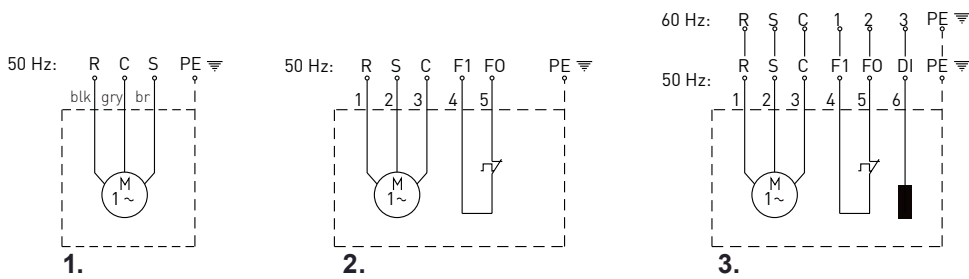 60 Hz: R S C 1 2 3 PE
50 Hz: R C S PE
50 Hz: R S C F1 F0 PE
50 Hz: R S C F1 F0 DI PE
blk gry br
1 2 3 4 5
1 2 3 4 5 6
M
1~
M
1~
M
1~
1.
2.
3.